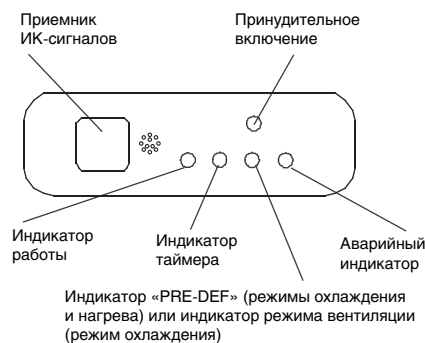 Приемник
ИК-сигналов
Принудительное
включение
Индикатор
работы
Индикатор
таймера
Аварийный
индикатор
Индикатор «PRE-DEF» (режимы охлаждения
и нагрева) или индикатор режима вентиляции
(режим охлаждения)